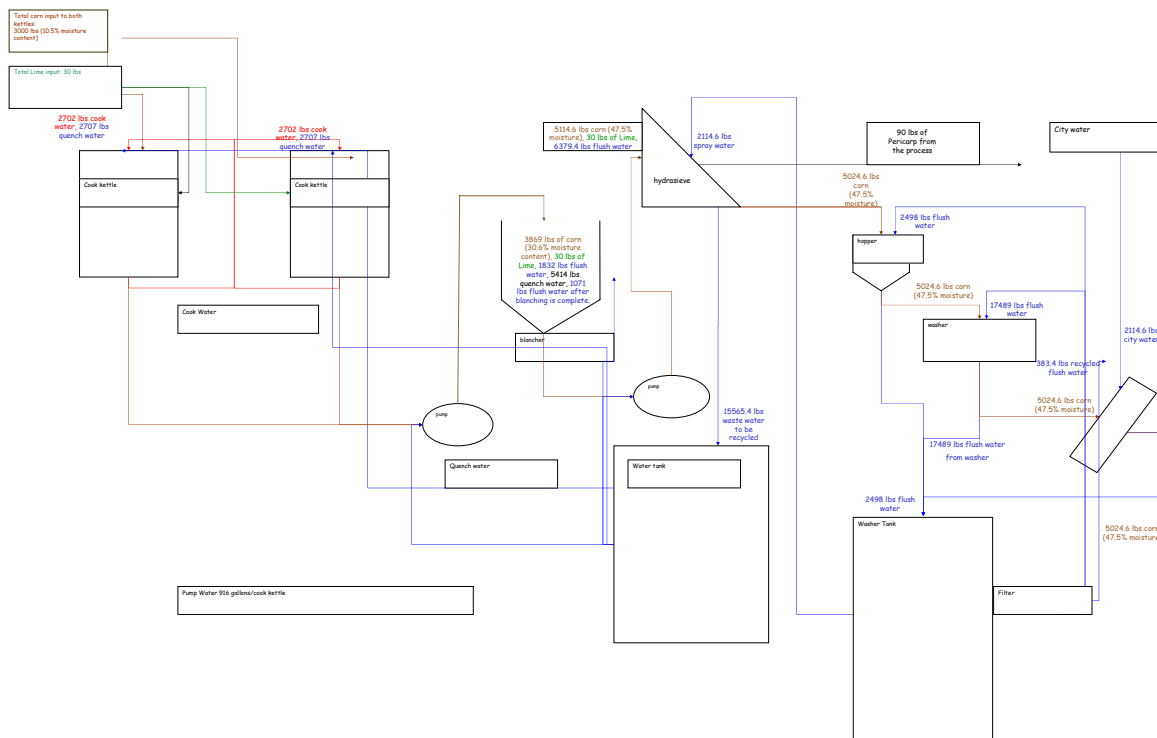 Total corn input to both
kettles:
3000 lbs (10.5% moisture
content)
Total Lime input: 30 lbs
2702 lbs cook
water, 2707 lbs
quench water
2702 lbs cook
water, 2707 lbs
quench water
Cook kettle
Cook kettle
Cook Water
3869 lbs of corn
(30.6% moisture
content), 30 lbs of
Lime, 1832 lbs flush
water, 5414 lbs
quench water, 1071
lbs flush water after
blanching is complete.
blancher
pump
pump
Quench water
Pump Water 916 gallons/cook kettle
5114.6 lbs corn (47.5%
moisture), 30 lbs of Lime,
6379.4 lbs flush water
hydrasieve
2114.6 lbs
spray water
90 lbs of
Pericarp from
the process
15565.4 lbs
waste water
to be
recycled
Water tank
5024.6 lbs
corn
(47.5%
moisture)
2498 lbs flush
water
hopper
5024.6 lbs corn
(47.5% moisture)
17489 lbs flush
water
washer
383.4 lbs recycled
flush water
5024.6 lbs corn
(47.5% moisture)
17489 lbs flush water
from washer
2498 lbs flush
water
Washer Tank
Filter
City water
2114.6 lbs
city water
5024.6 lbs corn
(47.5% moisture